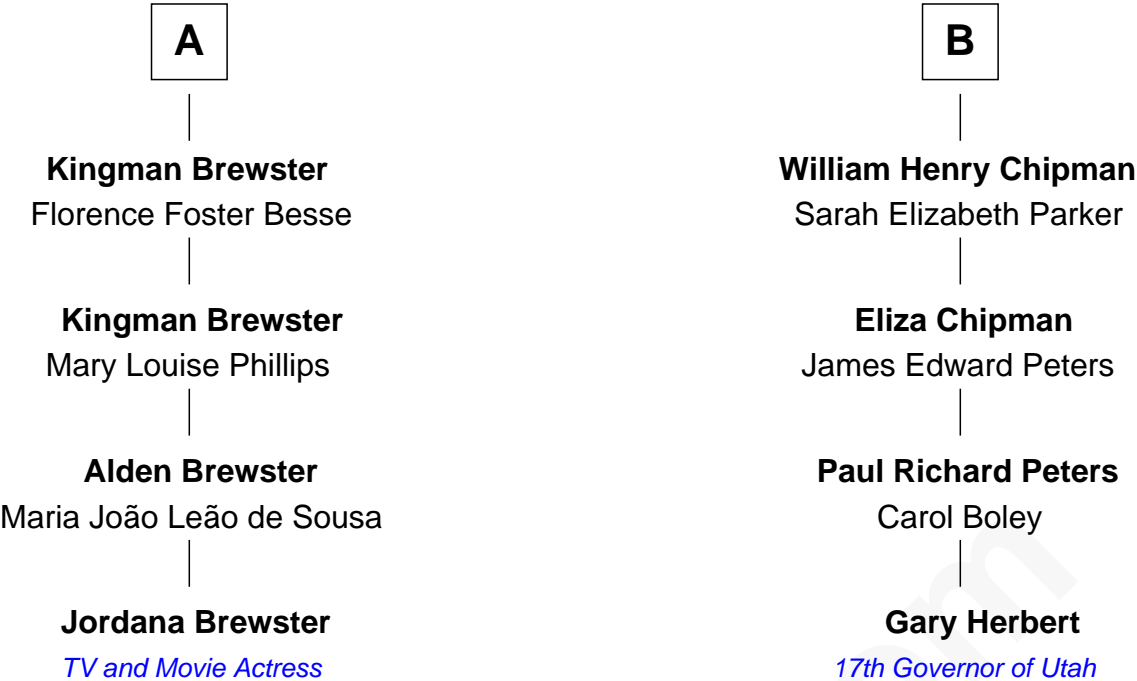 A
B
Kingman Brewster
William Henry Chipman
Florence Foster Besse
Sarah Elizabeth Parker
Kingman Brewster
Eliza Chipman
Mary Louise Phillips
James Edward Peters
Alden Brewster
Paul Richard Peters
Maria João Leão de Sousa
Carol Boley
Jordana Brewster
Gary Herbert
TV and Movie Actress
17th Governor of Utah